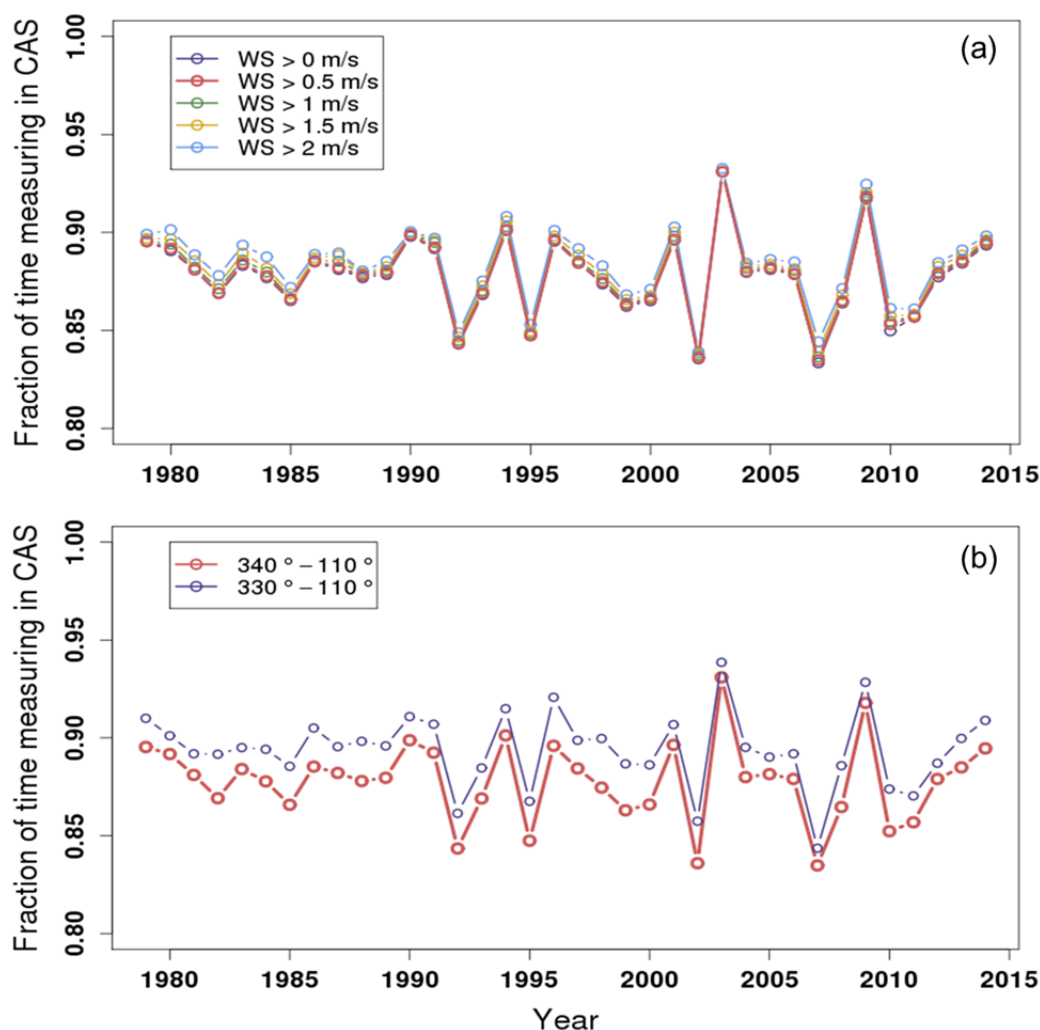 (a)
WS > 0 m/s
WS > 0.5 m/s
WS > 1 m/s
WS > 1.5 m/s
WS > 2 m/s
Fraction of time measuring in CAS
1.00
0.95
0.90
0.85
0.80
1980 1985 1990 1995 2000 2005 2010 2015
(b)
340 ° – 110 °
330 ° – 110 °
Fraction of time measuring in CAS
1.00
0.95
0.90
0.85
0.80
1980 1985 1990 1995 2000 2005 2010 2015
Year